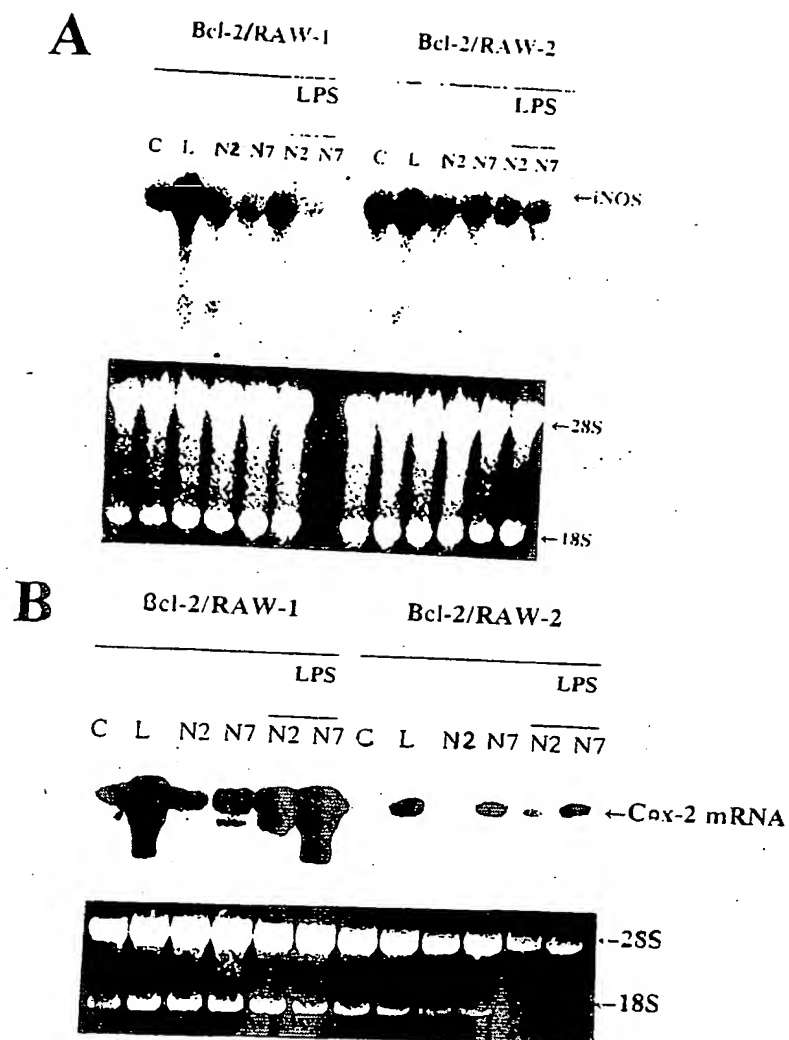 A
Bcl-2/RAW-1 Bcl-2/RAW-2
LPS LPS
C L N2 N7 N2 N7 C L N2 N7 N2 N7
←iNOS
←28S
←18S
B
Bcl-2/RAW-1 Bcl-2/RAW-2
LPS LPS
C L N2 N7 N2 N7 C L N2 N7 N2 N7
←Cox-2 mRNA
←28S
←18S